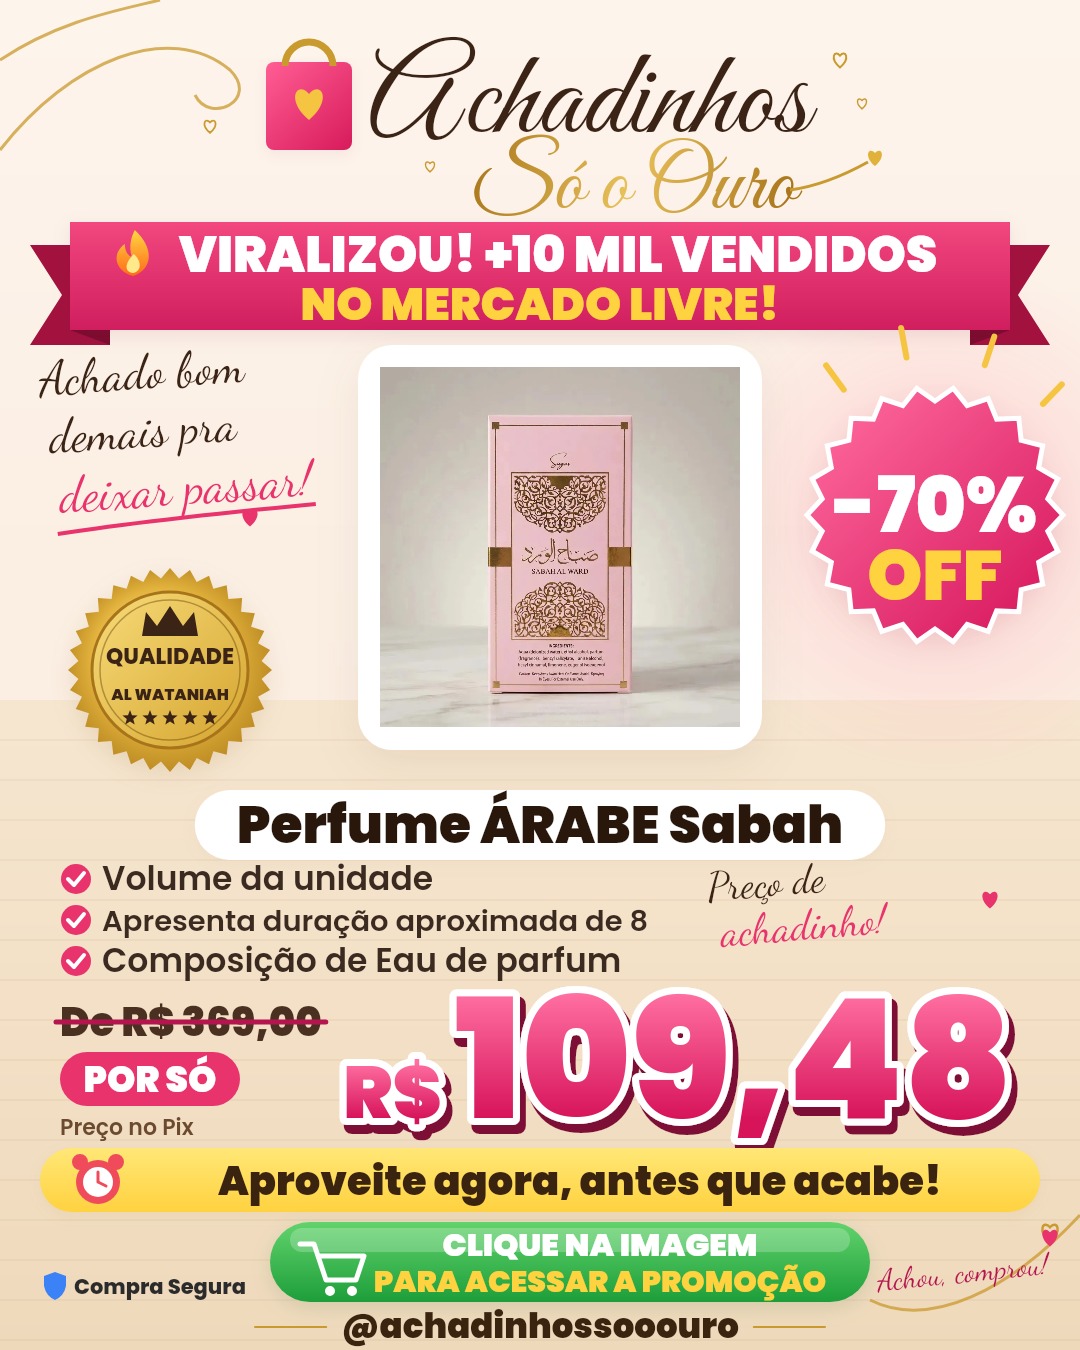 Achadinhos
Só o Ouro
VIRALIZOU! +10 MIL VENDIDOS
NO MERCADO LIVRE!
Achado bom
demais pra
deixar passar!
-70%
OFF
QUALIDADE
AL WATANIAH
صباح الورد
SABAH AL WARD
INGREDIENTS:
Perfume ÁRABE Sabah
Volume da unidade
Apresenta duração aproximada de 8
Composição de Eau de parfum
Preço de
achadinho!
De R$ 369,00
POR SÓ
Preço no Pix
R$ 109,48
Aproveite agora, antes que acabe!
CLIQUE NA IMAGEM
PARA ACESSAR A PROMOÇÃO
Compra Segura
Achou, comprou!
@achadinhossooouro